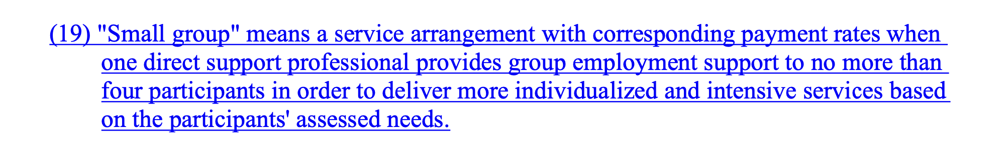 (19) "Small group" means a service arrangement with corresponding payment rates when
one direct support professional provides group employment support to no more than
four participants in order to deliver more individualized and intensive services based
on the participants' assessed needs.